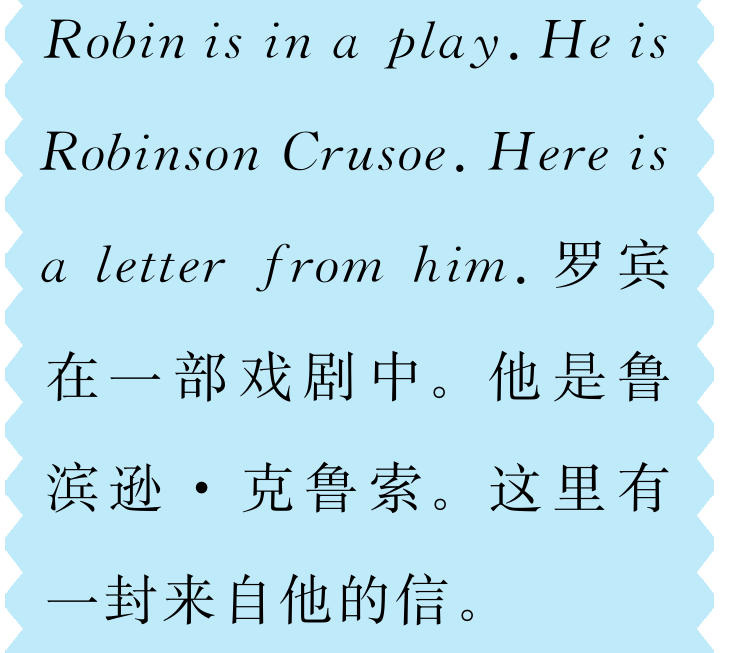 Robin is in a play. He is
Robinson Crusoe. Here is
a letter from him. 罗宾
在一部戏剧中。他是鲁
滨逊·克鲁索。这里有
一封来自他的信。